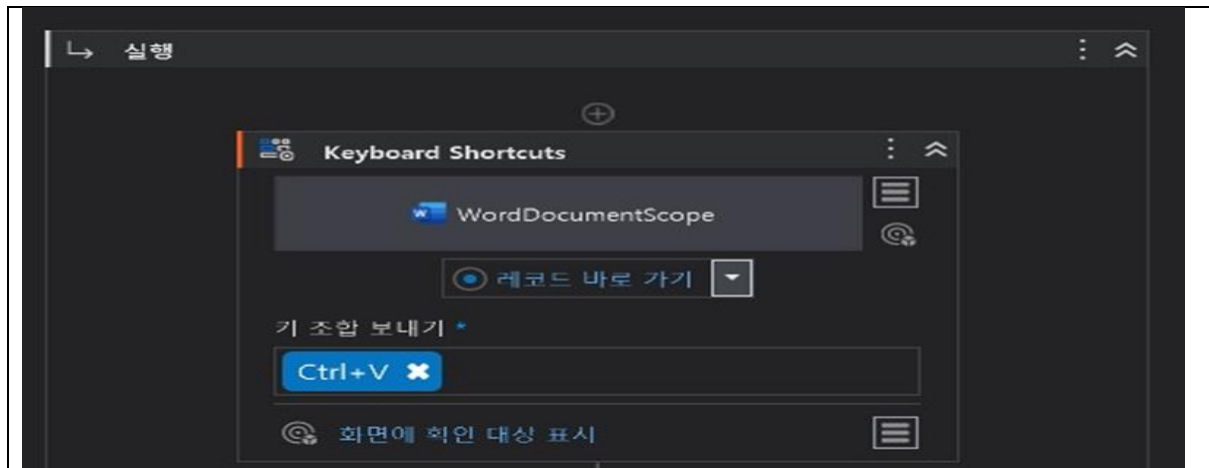 실행
Keyboard Shortcuts
WordDocumentScope
레코드 바로 가기
키 조합 보내기 *
Ctrl+V
화면에 확인 대상 표시